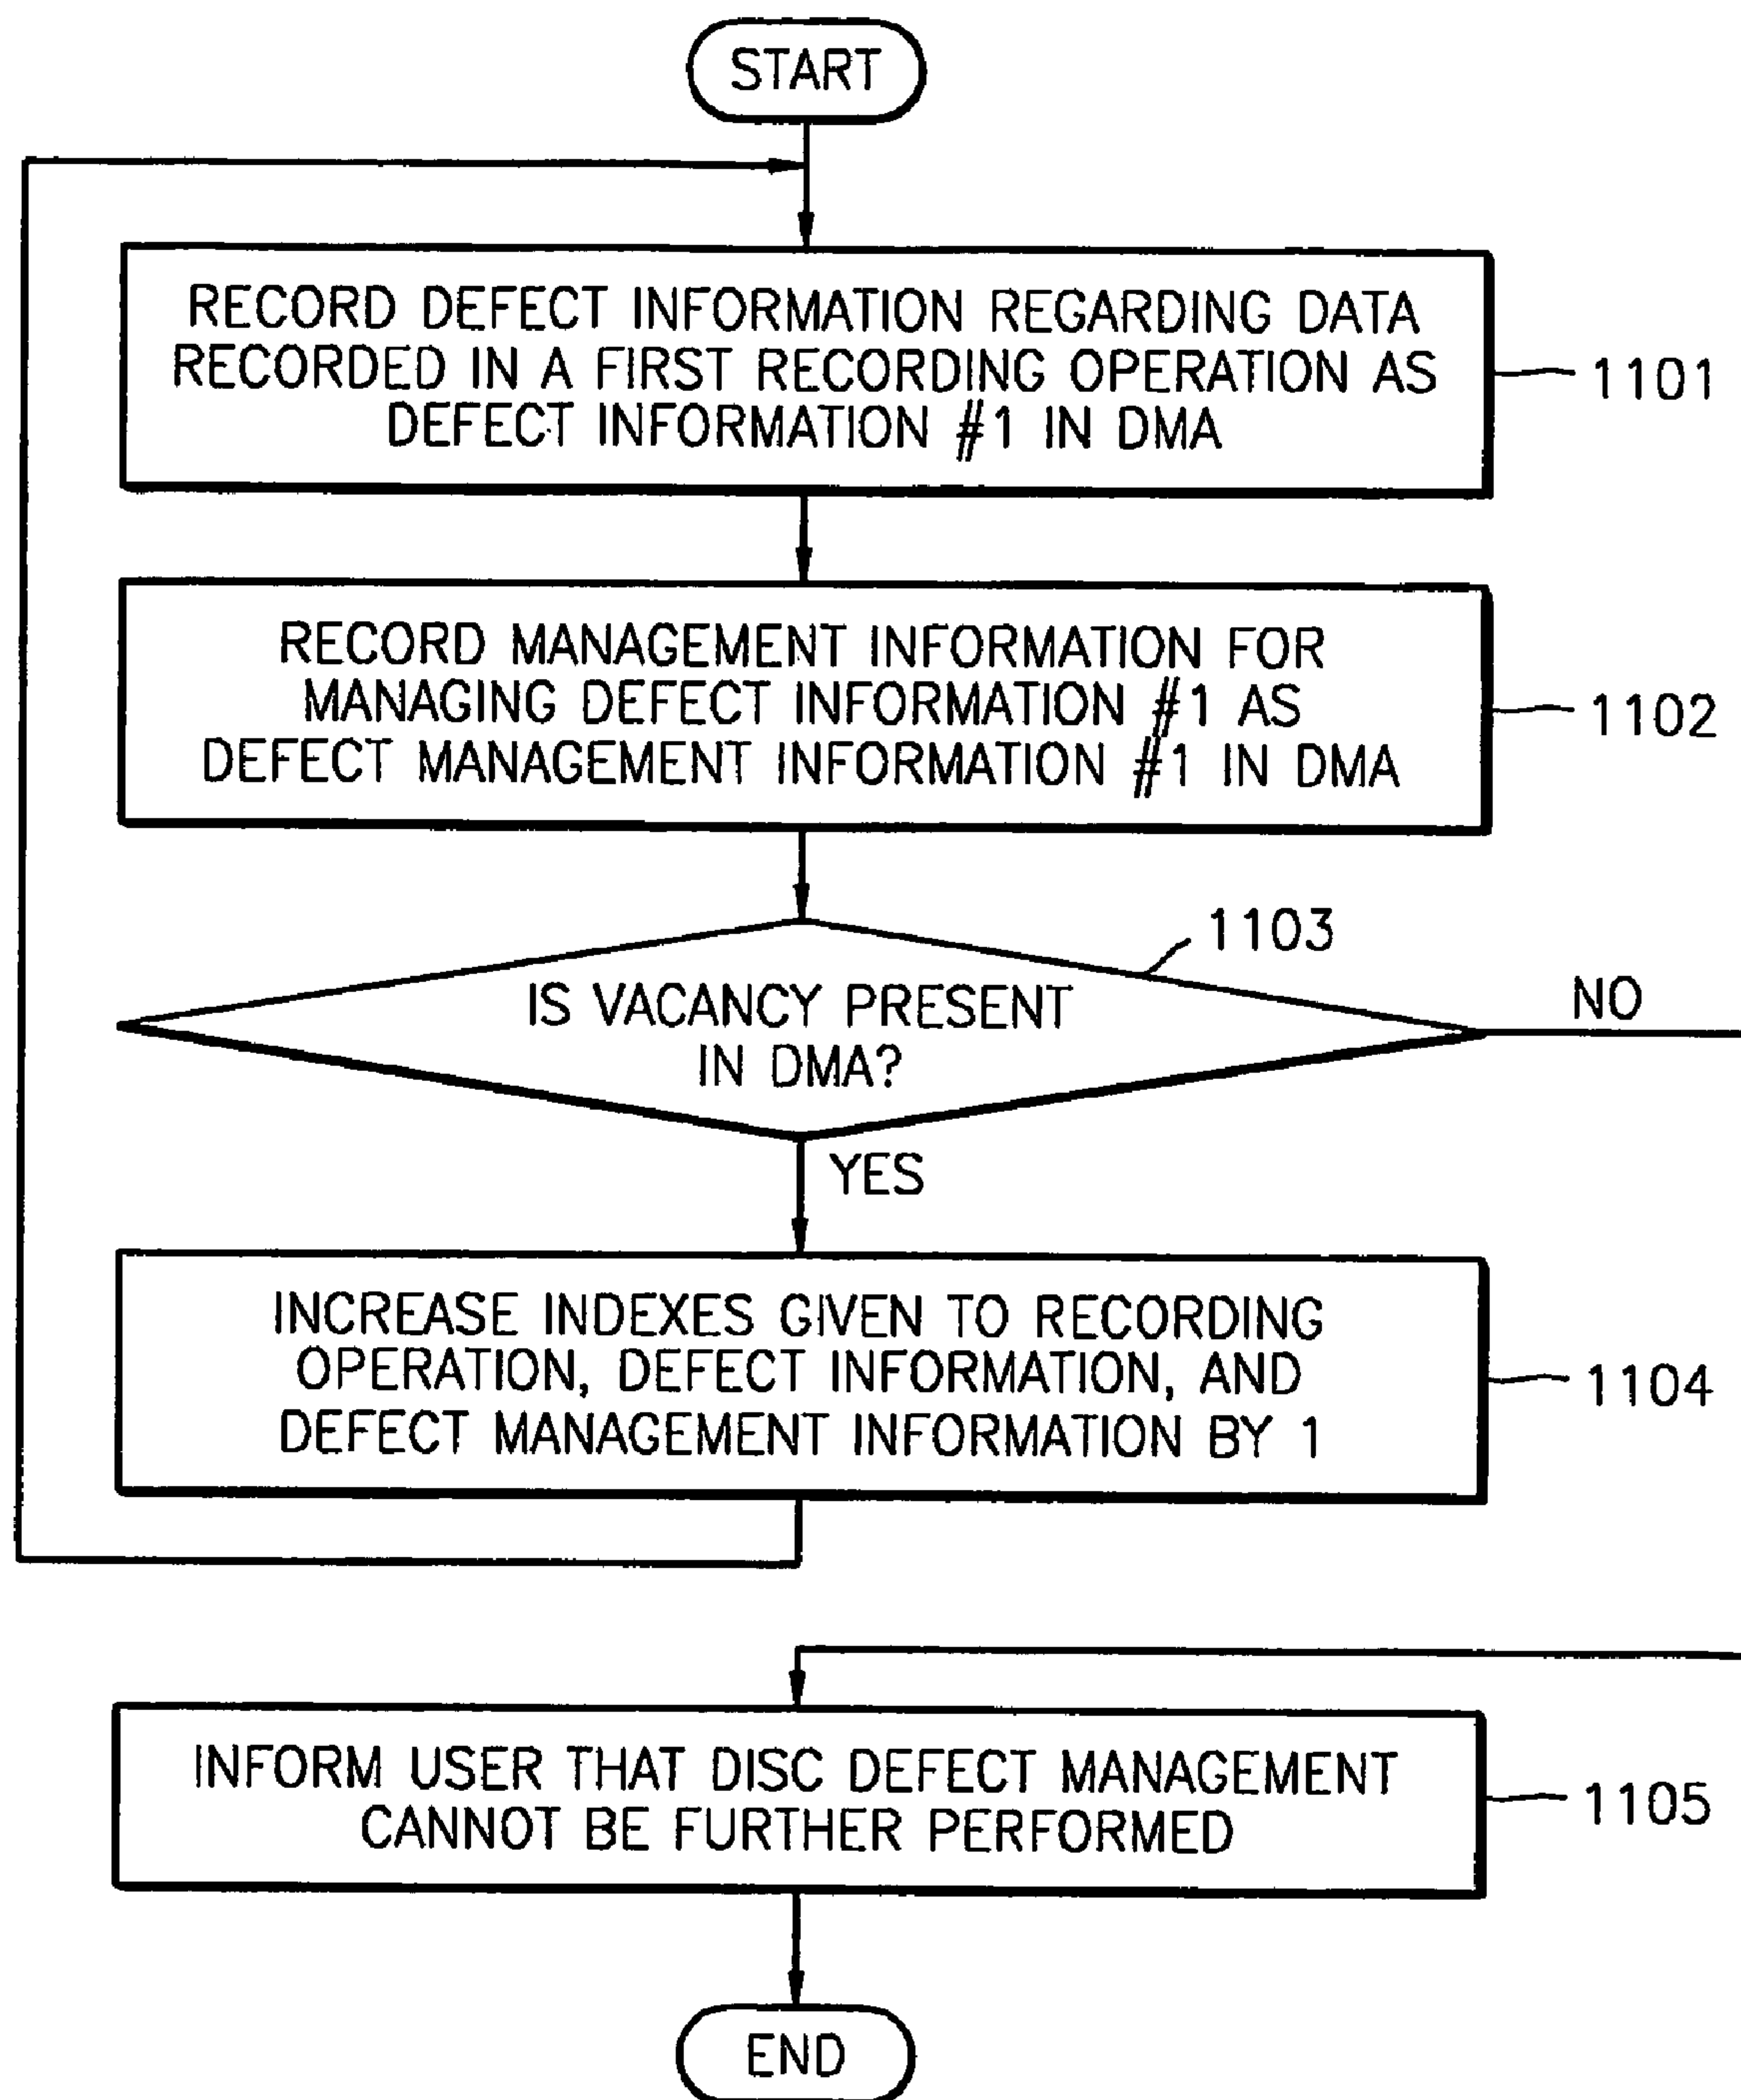 START
RECORD DEFECT INFORMATION REGARDING DATA
RECORDED IN A FIRST RECORDING OPERATION AS
DEFECT INFORMATION #1 IN DMA
1101
RECORD MANAGEMENT INFORMATION FOR
MANAGING DEFECT INFORMATION #1 AS
DEFECT MANAGEMENT INFORMATION #1 IN DMA
1102
1103
IS VACANCY PRESENT
IN DMA?
NO
YES
INCREASE INDEXES GIVEN TO RECORDING
OPERATION, DEFECT INFORMATION, AND
DEFECT MANAGEMENT INFORMATION BY 1
1104
INFORM USER THAT DISC DEFECT MANAGEMENT
CANNOT BE FURTHER PERFORMED
1105
END